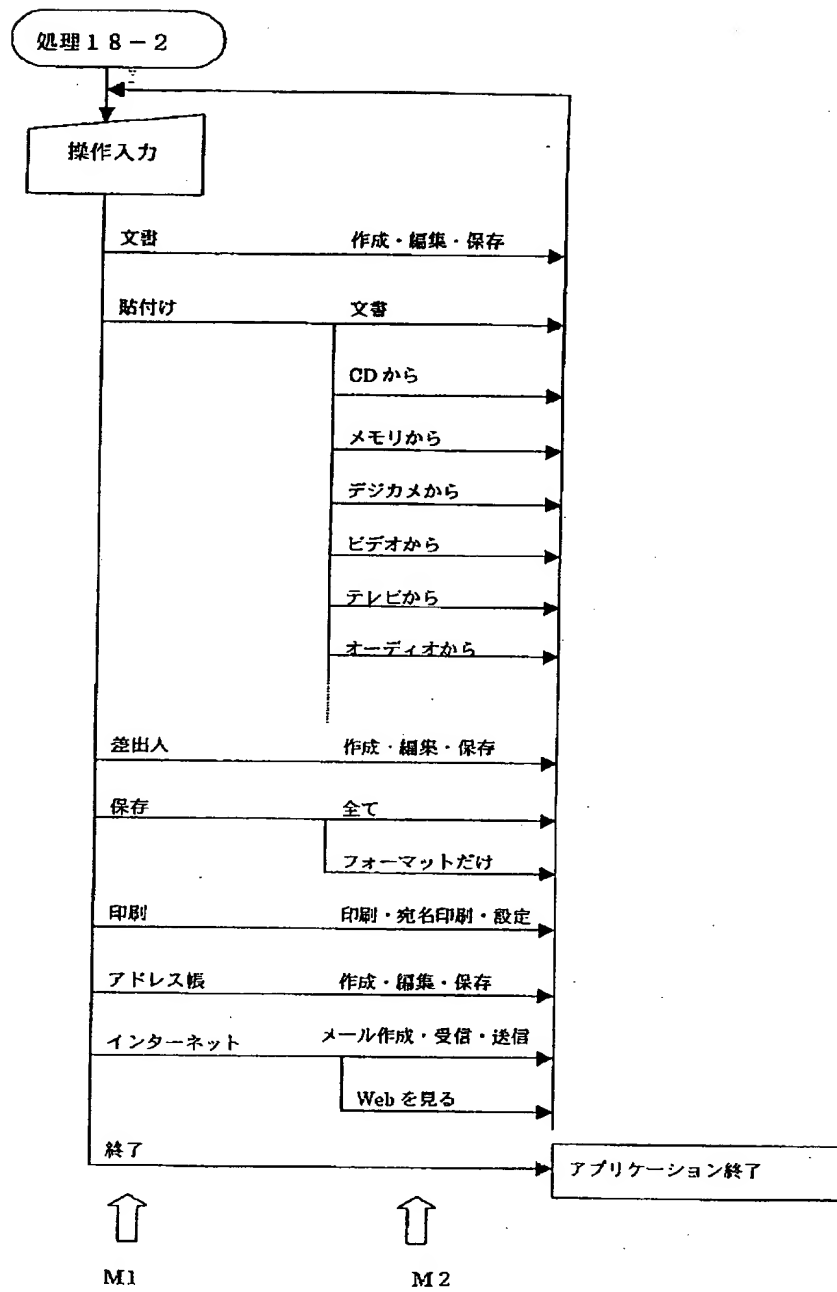 処理１８－２
操作入力
文書 作成・編集・保存
貼付け 文書
CDから
メモリから
デジカメから
ビデオから
テレビから
オーディオから
差出人 作成・編集・保存
保存 全て
フォーマットだけ
印刷 印刷・宛名印刷・設定
アドレス帳 作成・編集・保存
インターネット メール作成・受信・送信
Webを見る
終了 アプリケーション終了
M1 M2